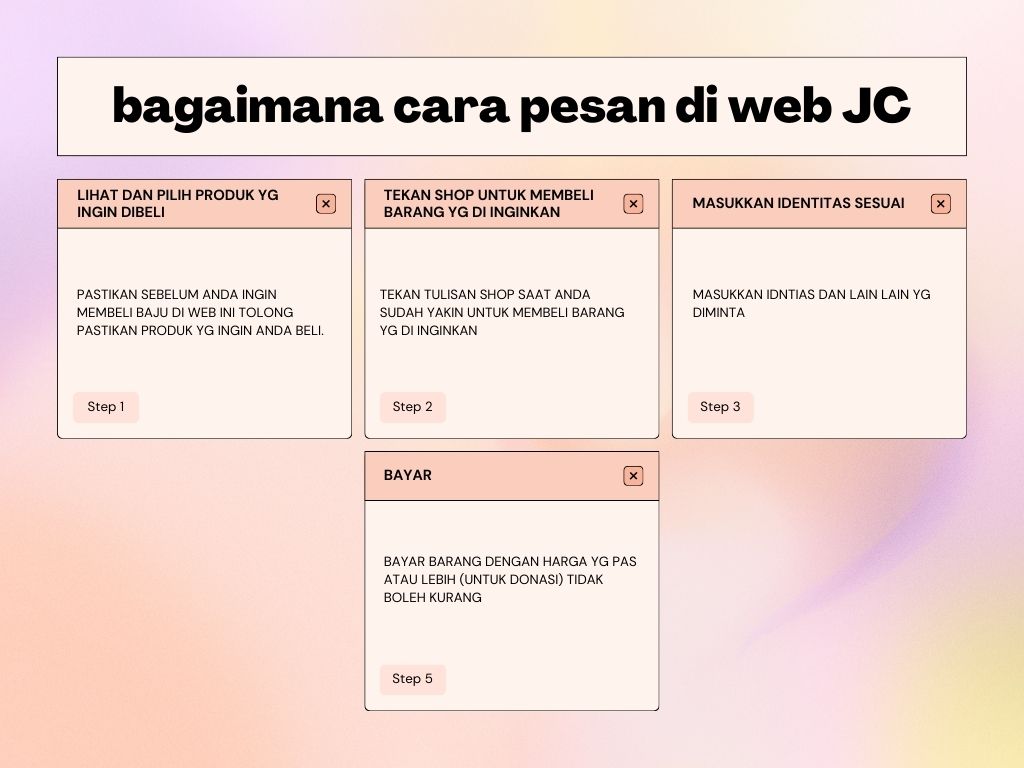 bagaimana cara pesan di web JC
LIHAT DAN PILIH PRODUK YG
INGIN DIBELI
PASTIKAN SEBELUM ANDA INGIN
MEMBELI BAJU DI WEB INI TOLONG
PASTIKAN PRODUK YG INGIN ANDA BELI.
Step 1
TEKAN SHOP UNTUK MEMBELI
BARANG YG DI INGINKAN
TEKAN TULISAN SHOP SAAT ANDA
SUDAH YAKIN UNTUK MEMBELI BARANG
YG DI INGINKAN
Step 2
MASUKKAN IDENTITAS SESUAI
MASUKKAN IDNTIAS DAN LAIN LAIN YG
DIMINTA
Step 3
BAYAR
BAYAR BARANG DENGAN HARGA YG PAS
ATAU LEBIH (UNTUK DONASI) TIDAK
BOLEH KURANG
Step 5